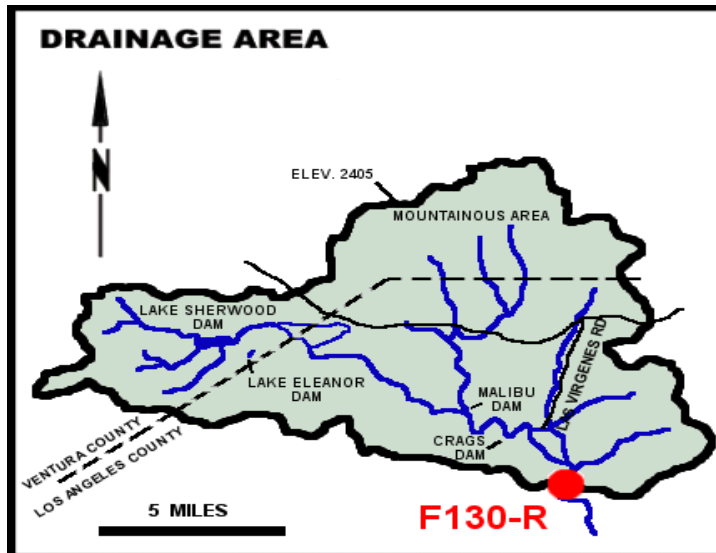 DRAINAGE AREA
N
ELEV. 2405
MOUNTAINOUS AREA
LAKE SHERWOOD
DAM
LAKE ELEANOR
DAM
MALIBU
DAM
LAS VIRGENES RD
CRAGS
DAM
VENTURA COUNTY
LOS ANGELES COUNTY
5 MILES
F130-R